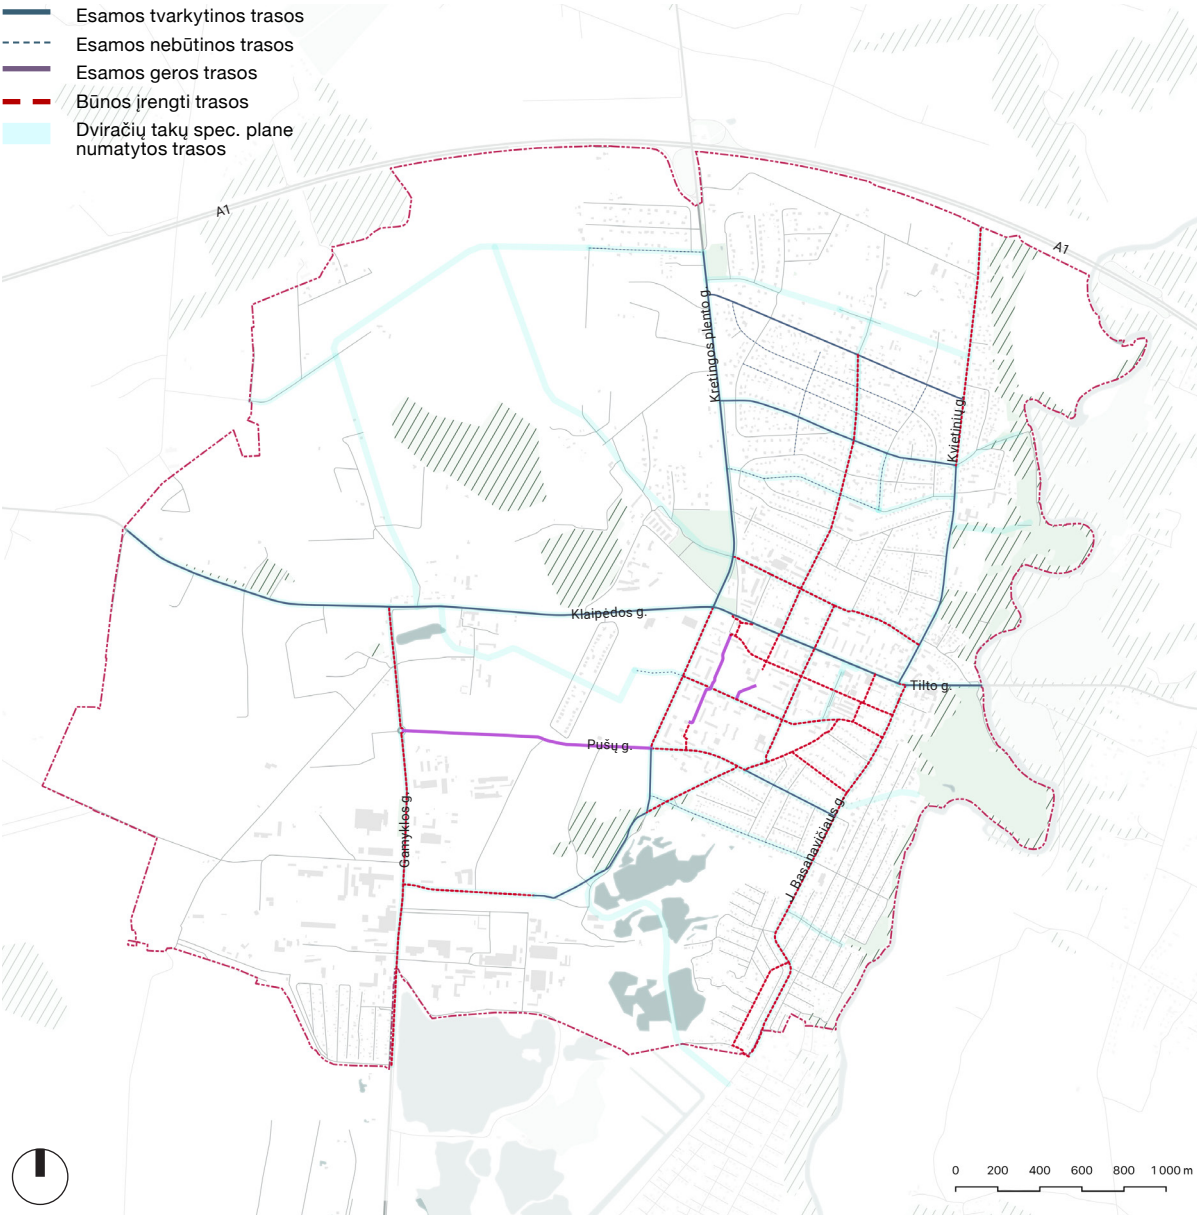 Esamos tvarkytinos trasos
Esamos nebūtinos trasos
Esamos geros trasos
Būnos įrengti trasos
Dviračių takų spec. plane
numatytos trasos
A1
A1
Kretingos plento g.
Kvietinių g.
Klaipėdos g.
Tilto g.
Pušų g.
Gamyklos g.
J. Basanavičiaus g.
0 200 400 600 800 1 000 m